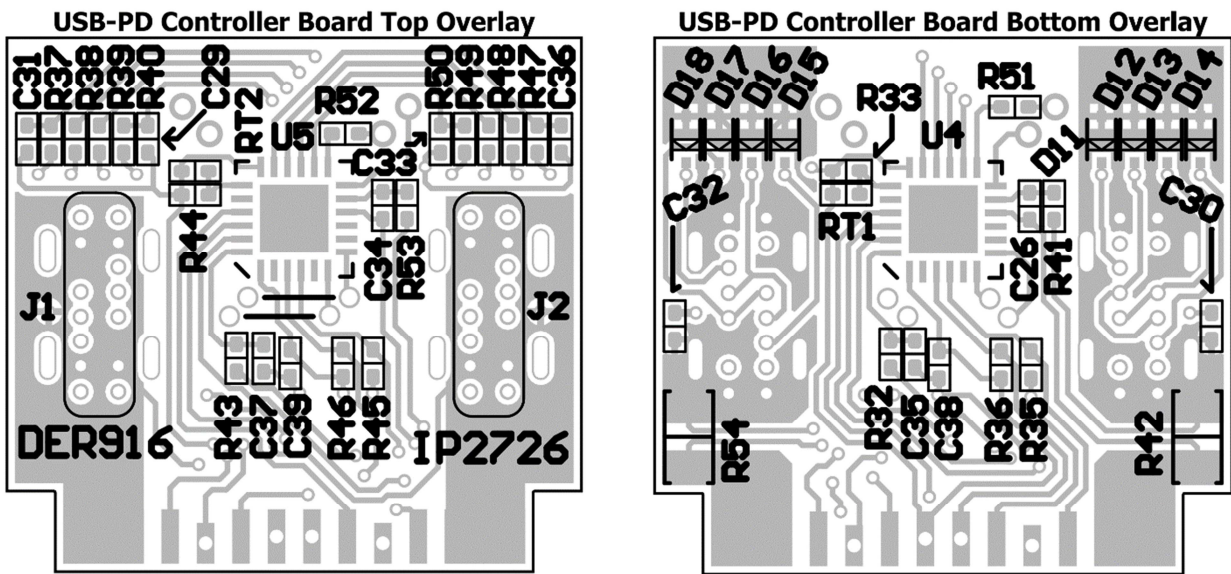 USB-PD Controller Board Top Overlay
C31
R37
R38
R39
R40
C29
RT2
U5
R52
R50
R49
R48
R47
C36
C33
R44
C34
R53
J1
J2
R43
C37
C39
R46
R45
DER916
IP2726
USB-PD Controller Board Bottom Overlay
D18
D17
D16
D15
R33
U4
R51
D12
D13
D14
D11
C32
RT1
C30
C26
R41
R32
C35
C38
R36
R35
R54
R42